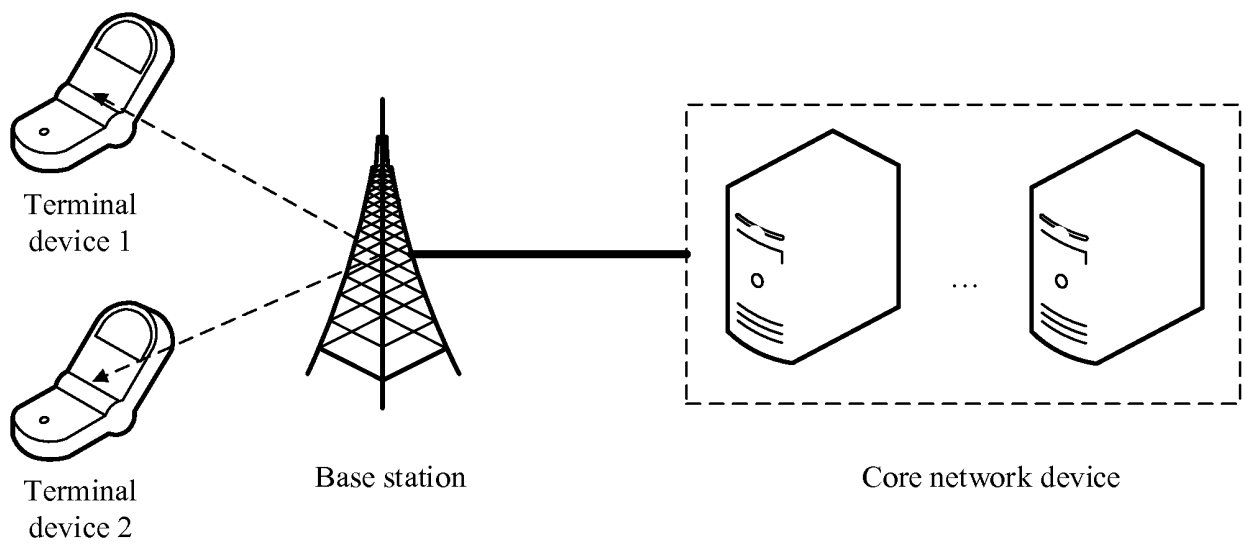 Terminal
device 1
Terminal
device 2
Base station
...
Core network device